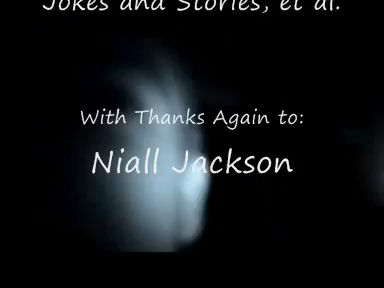 Jokes and Stories, et al.
With Thanks Again to:
Niall Jackson